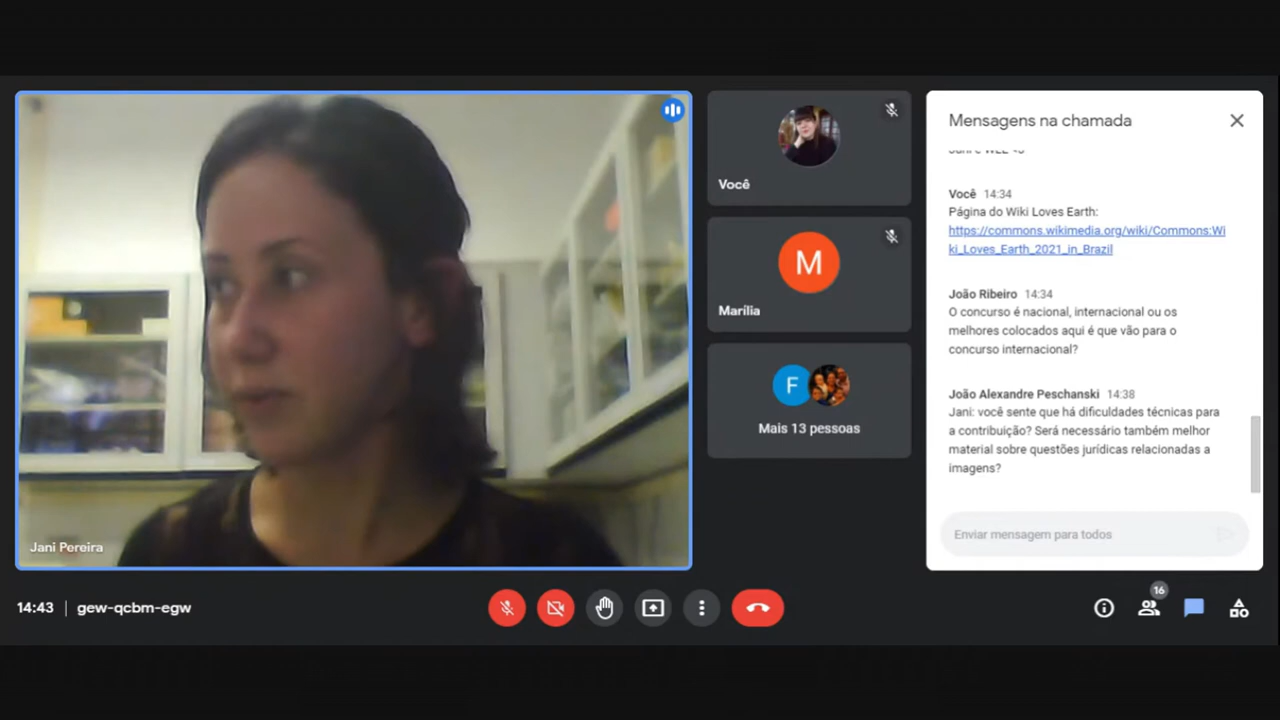 Jani Pereira
Você
Marília
M
F
Mais 13 pessoas
Mensagens na chamada
Você 14:34
Página do Wiki Loves Earth:
https://commons.wikimedia.org/wiki/Commons:Wi
ki_Loves_Earth_2021_in_Brazil
João Ribeiro 14:34
O concurso é nacional, internacional ou os
melhores colocados aqui é que vão para o
concurso internacional?
João Alexandre Peschanski 14:38
Jani: você sente que há dificuldades técnicas para
a contribuição? Será necessário também melhor
material sobre questões jurídicas relacionadas a
imagens?
Enviar mensagem para todos
14:43 | gew-qcbm-egw
16